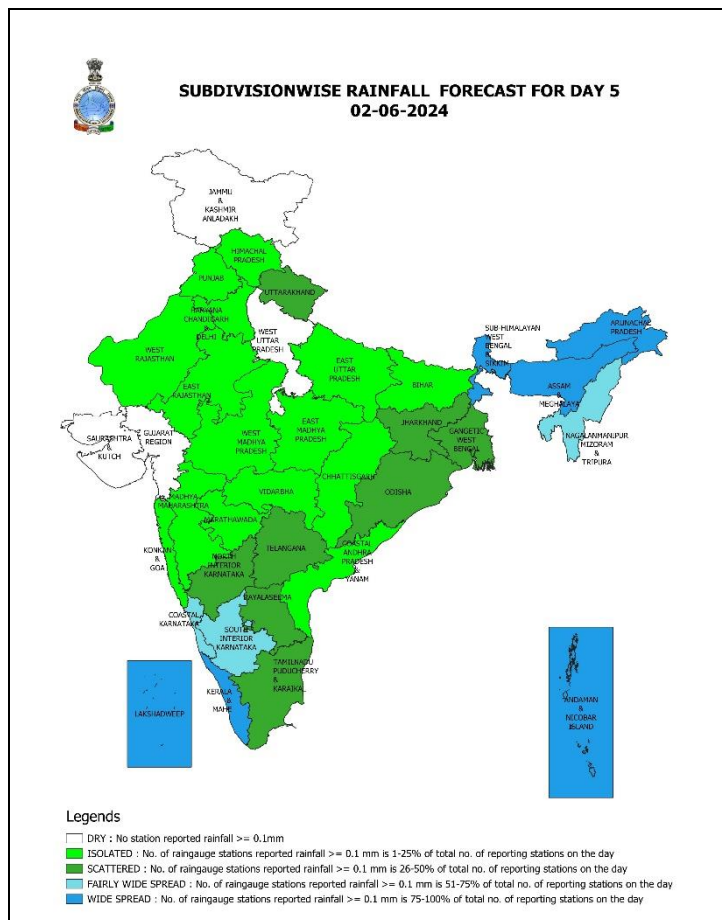 SUBDIVISIONWISE RAINFALL FORECAST FOR DAY 5
02-06-2024
JAMMU
&
KASHMIR
ANLADAKH
HIMACHAL
PRADESH
PUNJAB
UTTARAKHAND
HARYANA
CHANDIGARH
&
DELHI
WEST
UTTAR
PRADESH
SUB-HIMALAYAN
WEST
BENGAL
&
SIKKIM
ARUNACHAL
PRADESH
WEST
RAJASTHAN
EAST
RAJASTHAN
EAST
UTTAR
PRADESH
BIHAR
ASSAM
&
MEGHALAYA
NAGALANMANIPUR
MIZORAM
&
TRIPURA
SAURASHTRA
&
KUTCH
GUJARAT
REGION
WEST
MADHYA
PRADESH
EAST
MADHYA
PRADESH
JHARKHAND
GANGETIC
WEST
BENGAL
CHHATTISGARH
ODISHA
MADHYA
MAHARASHTRA
VIDARBHA
MARATHAWADA
KONKAN
&
GOA
TELANGANA
COASTAL
ANDHRA
PRADESH
&
YANAM
NORTH
INTERIOR
KARNATAKA
RAYALASEEMA
COASTAL
KARNATAKA
SOUTH
INTERIOR
KARNATAKA
TAMILNADU
PUDUCHERRY
&
KARAIKAL
KERALA
&
MAHE
LAKSHADWEEP
ANDAMAN
&
NICOBAR
ISLAND
Legends
DRY : No station reported rainfall >= 0.1mm
ISOLATED : No. of raingauge stations reported rainfall >= 0.1 mm is 1-25% of total no. of reporting stations on the day
SCATTERED : No. of raingauge stations reported rainfall >= 0.1 mm is 26-50% of total no. of reporting stations on the day
FAIRLY WIDE SPREAD : No. of raingauge stations reported rainfall >= 0.1 mm is 51-75% of total no. of reporting stations on the day
WIDE SPREAD : No. of raingauge stations reported rainfall >= 0.1 mm is 75-100% of total no. of reporting stations on the day